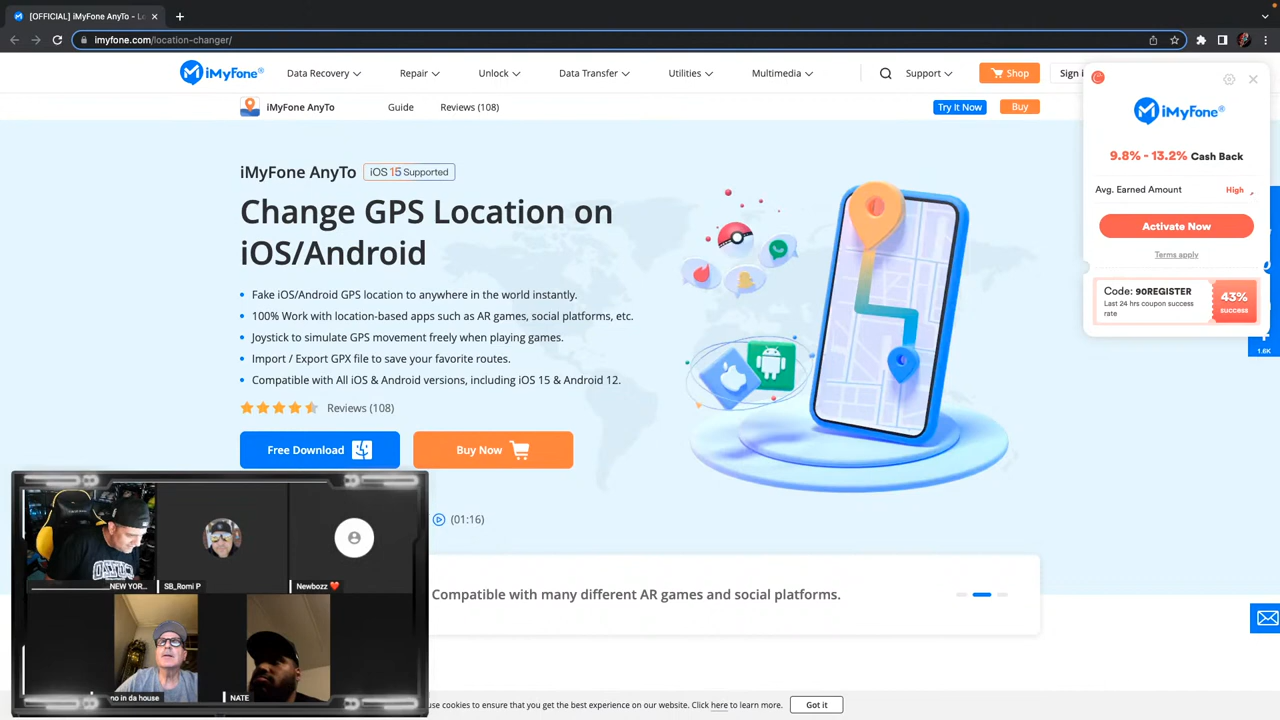 [OFFICIAL] iMyFone AnyTo - Lo
imyfone.com/location-changer/
iMyFone®
Data Recovery
Repair
Unlock
Data Transfer
Utilities
Multimedia
Support
Shop
Sign i
iMyFone AnyTo
Guide
Reviews (108)
Try It Now
Buy
iMyFone AnyTo
iOS 15 Supported
Change GPS Location on
iOS/Android
Fake iOS/Android GPS location to anywhere in the world instantly.
100% Work with location-based apps such as AR games, social platforms, etc.
Joystick to simulate GPS movement freely when playing games.
Import / Export GPX file to save your favorite routes.
Compatible with All iOS & Android versions, including iOS 15 & Android 12.
Reviews (108)
Free Download
Buy Now
(01:16)
Compatible with many different AR games and social platforms.
use cookies to ensure that you get the best experience on our website. Click here to learn more.
Got it
iMyFone®
9.8% - 13.2% Cash Back
Avg. Earned Amount
High
Activate Now
Terms apply
Code: 90REGISTER
Last 24 hrs coupon success
rate
43%
success
1.6K
NEW YOR...
SB_Romi P
Newbozz ❤️
no in da house
NATE